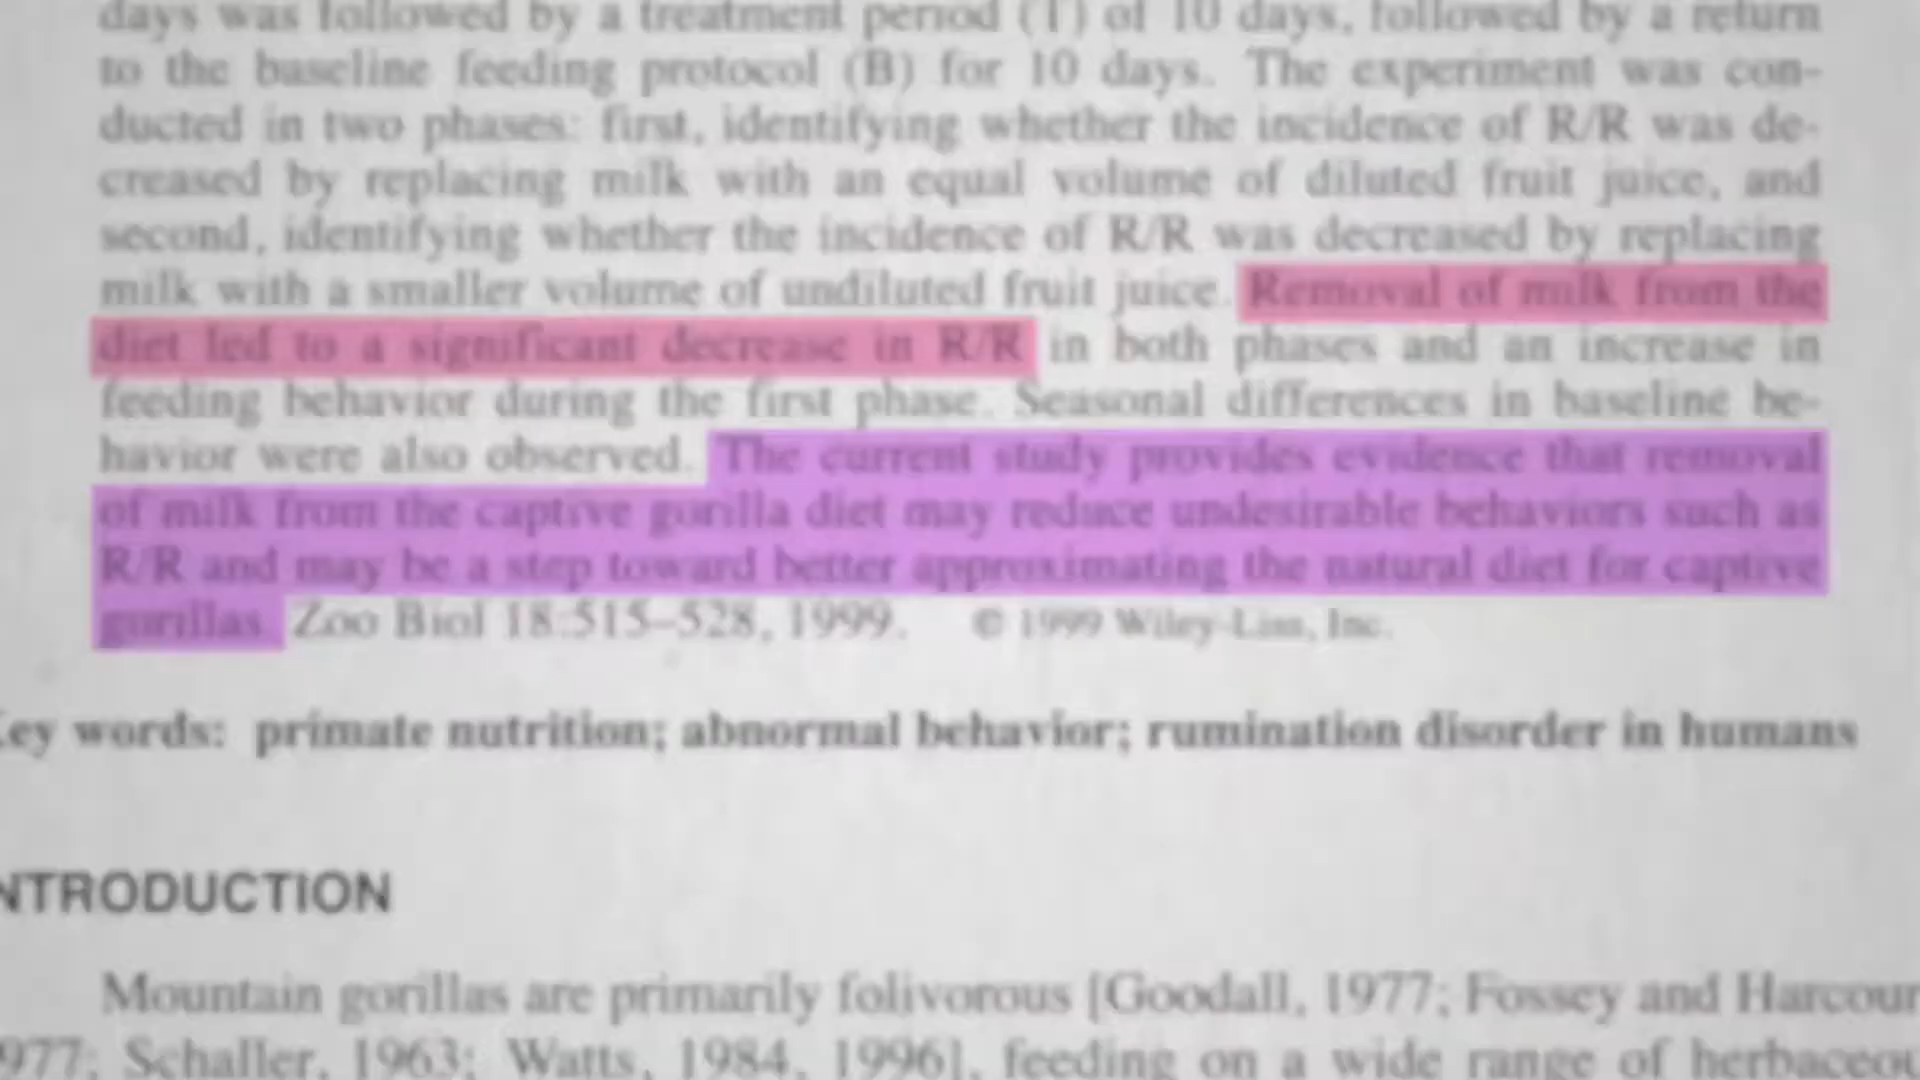 days was followed by a treatment period (T) of 10 days, followed by a return
to the baseline feeding protocol (B) for 10 days. The experiment was con-
ducted in two phases: first, identifying whether the incidence of R/R was de-
creased by replacing milk with an equal volume of diluted fruit juice, and
second, identifying whether the incidence of R/R was decreased by replacing
milk with a smaller volume of undiluted fruit juice. Removal of milk from the
diet led to a significant decrease in R/R in both phases and an increase in
feeding behavior during the first phase. Seasonal differences in baseline be-
havior were also observed. The current study provides evidence that removal
of milk from the captive gorilla diet may reduce undesirable behaviors such as
R/R and may be a step toward better approximating the natural diet for captive
gorillas. Zoo Biol 18:515–528, 1999. © 1999 Wiley-Liss, Inc.
ey words: primate nutrition; abnormal behavior; rumination disorder in humans
NTRODUCTION
Mountain gorillas are primarily folivorous [Goodall, 1977; Fossey and Harcour
977; Schaller, 1963; Watts, 1984, 1996], feeding on a wide range of herbaceou